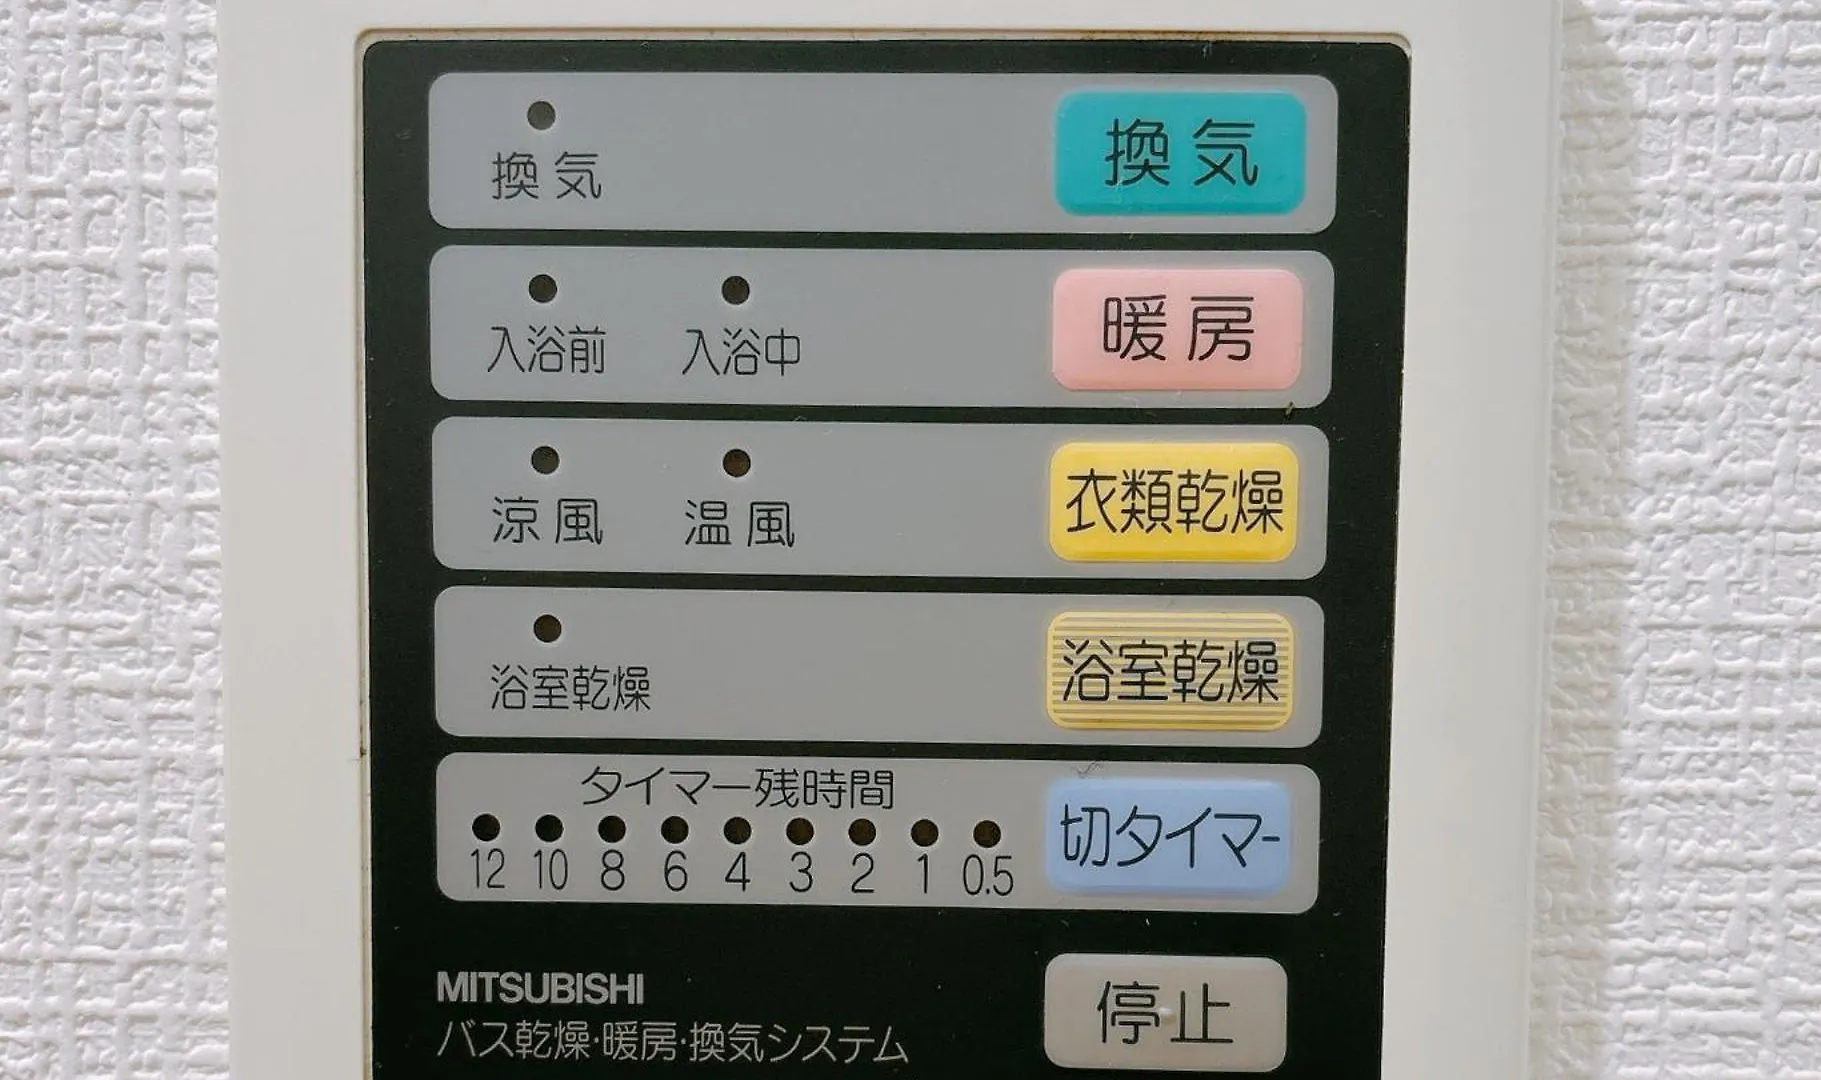 換気
換気
入浴前 入浴中
暖房
涼風 温風
衣類乾燥
浴室乾燥
浴室乾燥
タイマー残時間
12 10 8 6 4 3 2 1 0.5
切タイマー
MITSUBISHI
バス乾燥·暖房·換気システム
停止